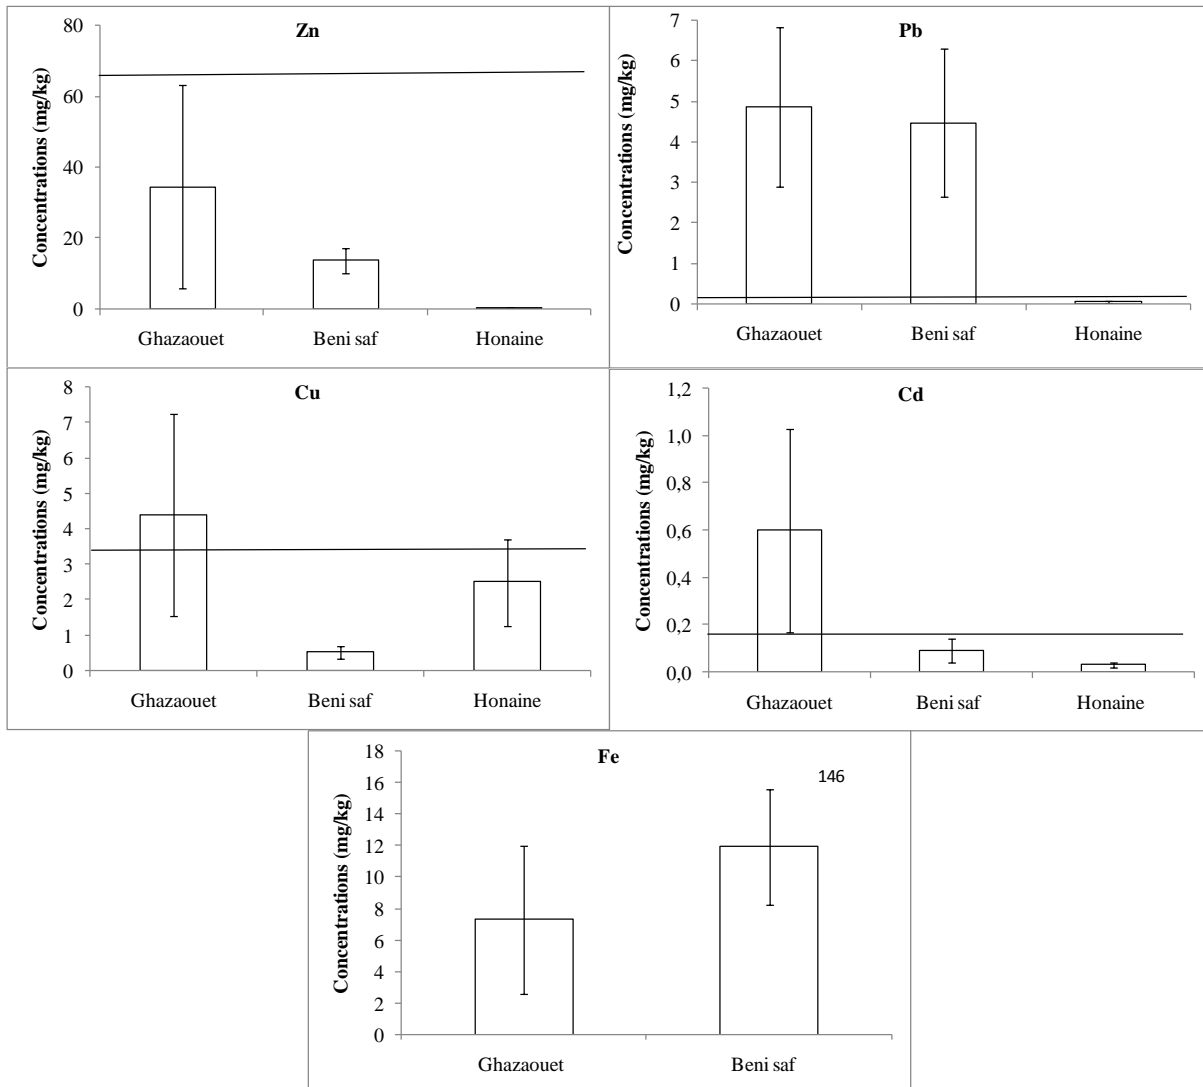 Zn
Concentrations (mg/kg)
80
60
40
20
0
Ghazaouet Beni saf Honaine
Pb
Concentrations (mg/kg)
7
6
5
4
3
2
1
0
Ghazaouet Beni saf Honaine
Cu
Concentrations (mg/kg)
8
7
6
5
4
3
2
1
0
Ghazaouet Beni saf Honaine
Cd
Concentrations (mg/kg)
1,2
1,0
0,8
0,6
0,4
0,2
0,0
Ghazaouet Beni saf Honaine
Fe
146
Concentrations (mg/kg)
18
16
14
12
10
8
6
4
2
0
Ghazaouet Beni saf